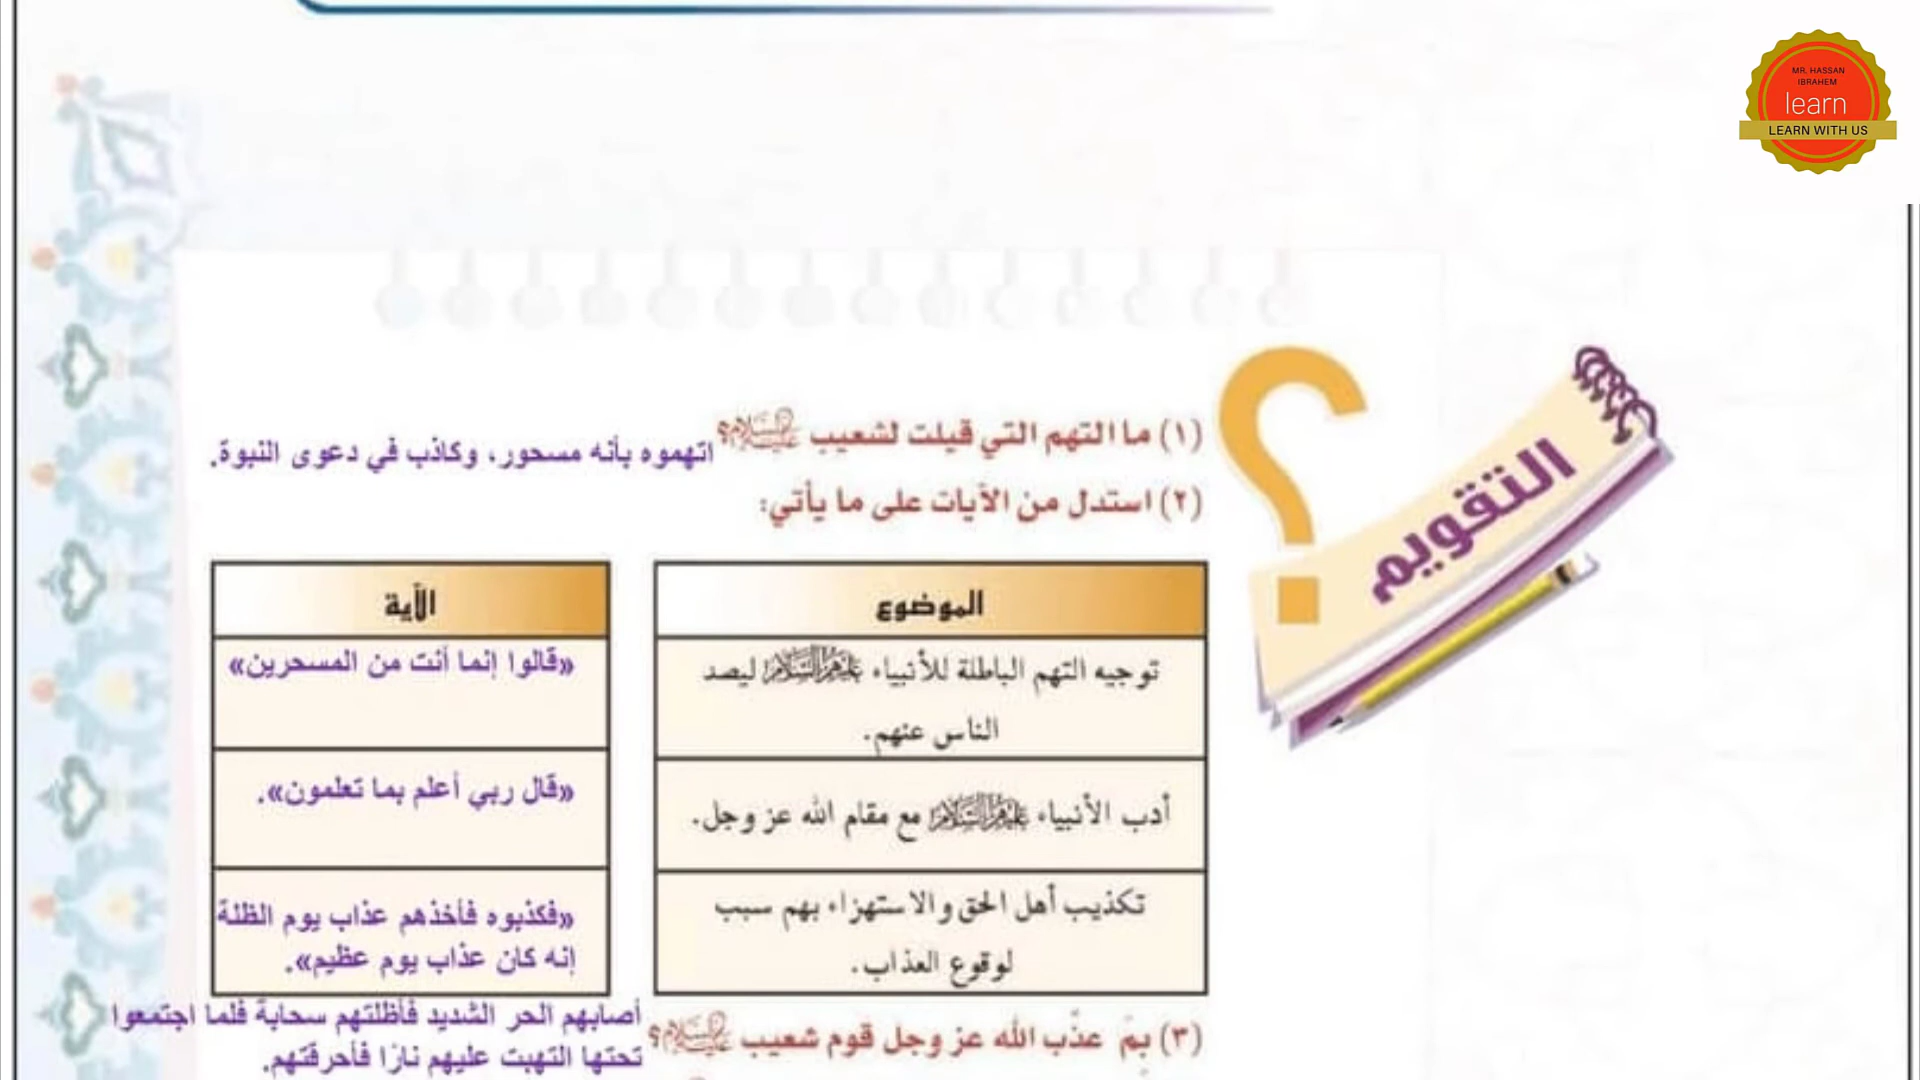 MR. HASSAN
IBRAHEM
learn
LEARN WITH US
التقويم
؟
(١) ما التهم التي قيلت لشعيب عليه السلام؟
اتهموه بأنه مسحور، وكاذب في دعوى النبوة.
(٢) استدل من الآيات على ما يأتي:
الموضوع
الآية
توجيه التهم الباطلة للأنبياء عليهم السلام ليصد
الناس عنهم.
«قالوا إنما أنت من المسحرين»
أدب الأنبياء عليهم السلام مع مقام الله عز وجل.
«قال ربي أعلم بما تعلمون».
تكذيب أهل الحق والاستهزاء بهم سبب
لوقوع العذاب.
«فكذبوه فأخذهم عذاب يوم الظلة
إنه كان عذاب يوم عظيم».
(٣) بمَ عذّب الله عز وجل قوم شعيب عليه السلام؟
أصابهم الحر الشديد فأظلتهم سحابة فلما اجتمعوا
تحتها التهبت عليهم نارًا فأحرقتهم.